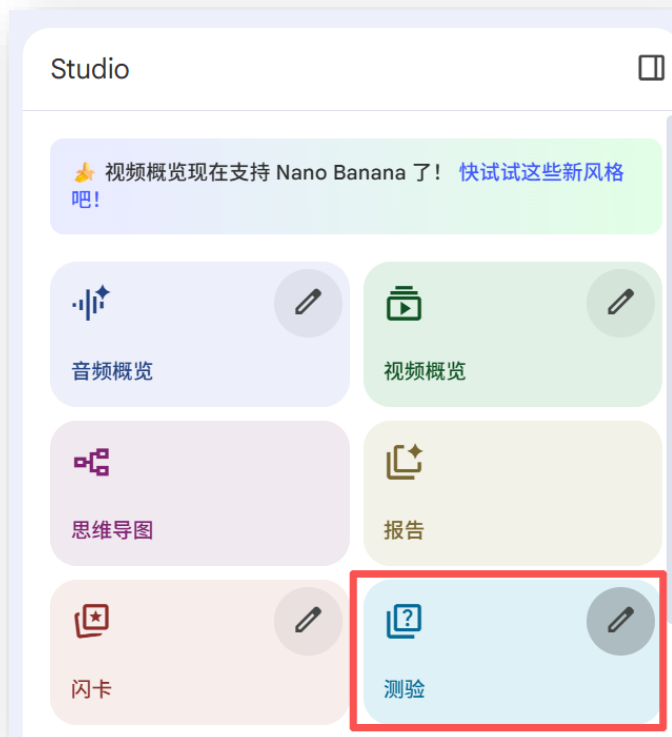 Studio
🍌 视频概览现在支持 Nano Banana 了! 快试试这些新风格
吧!
音频概览
视频概览
思维导图
报告
闪卡
测验